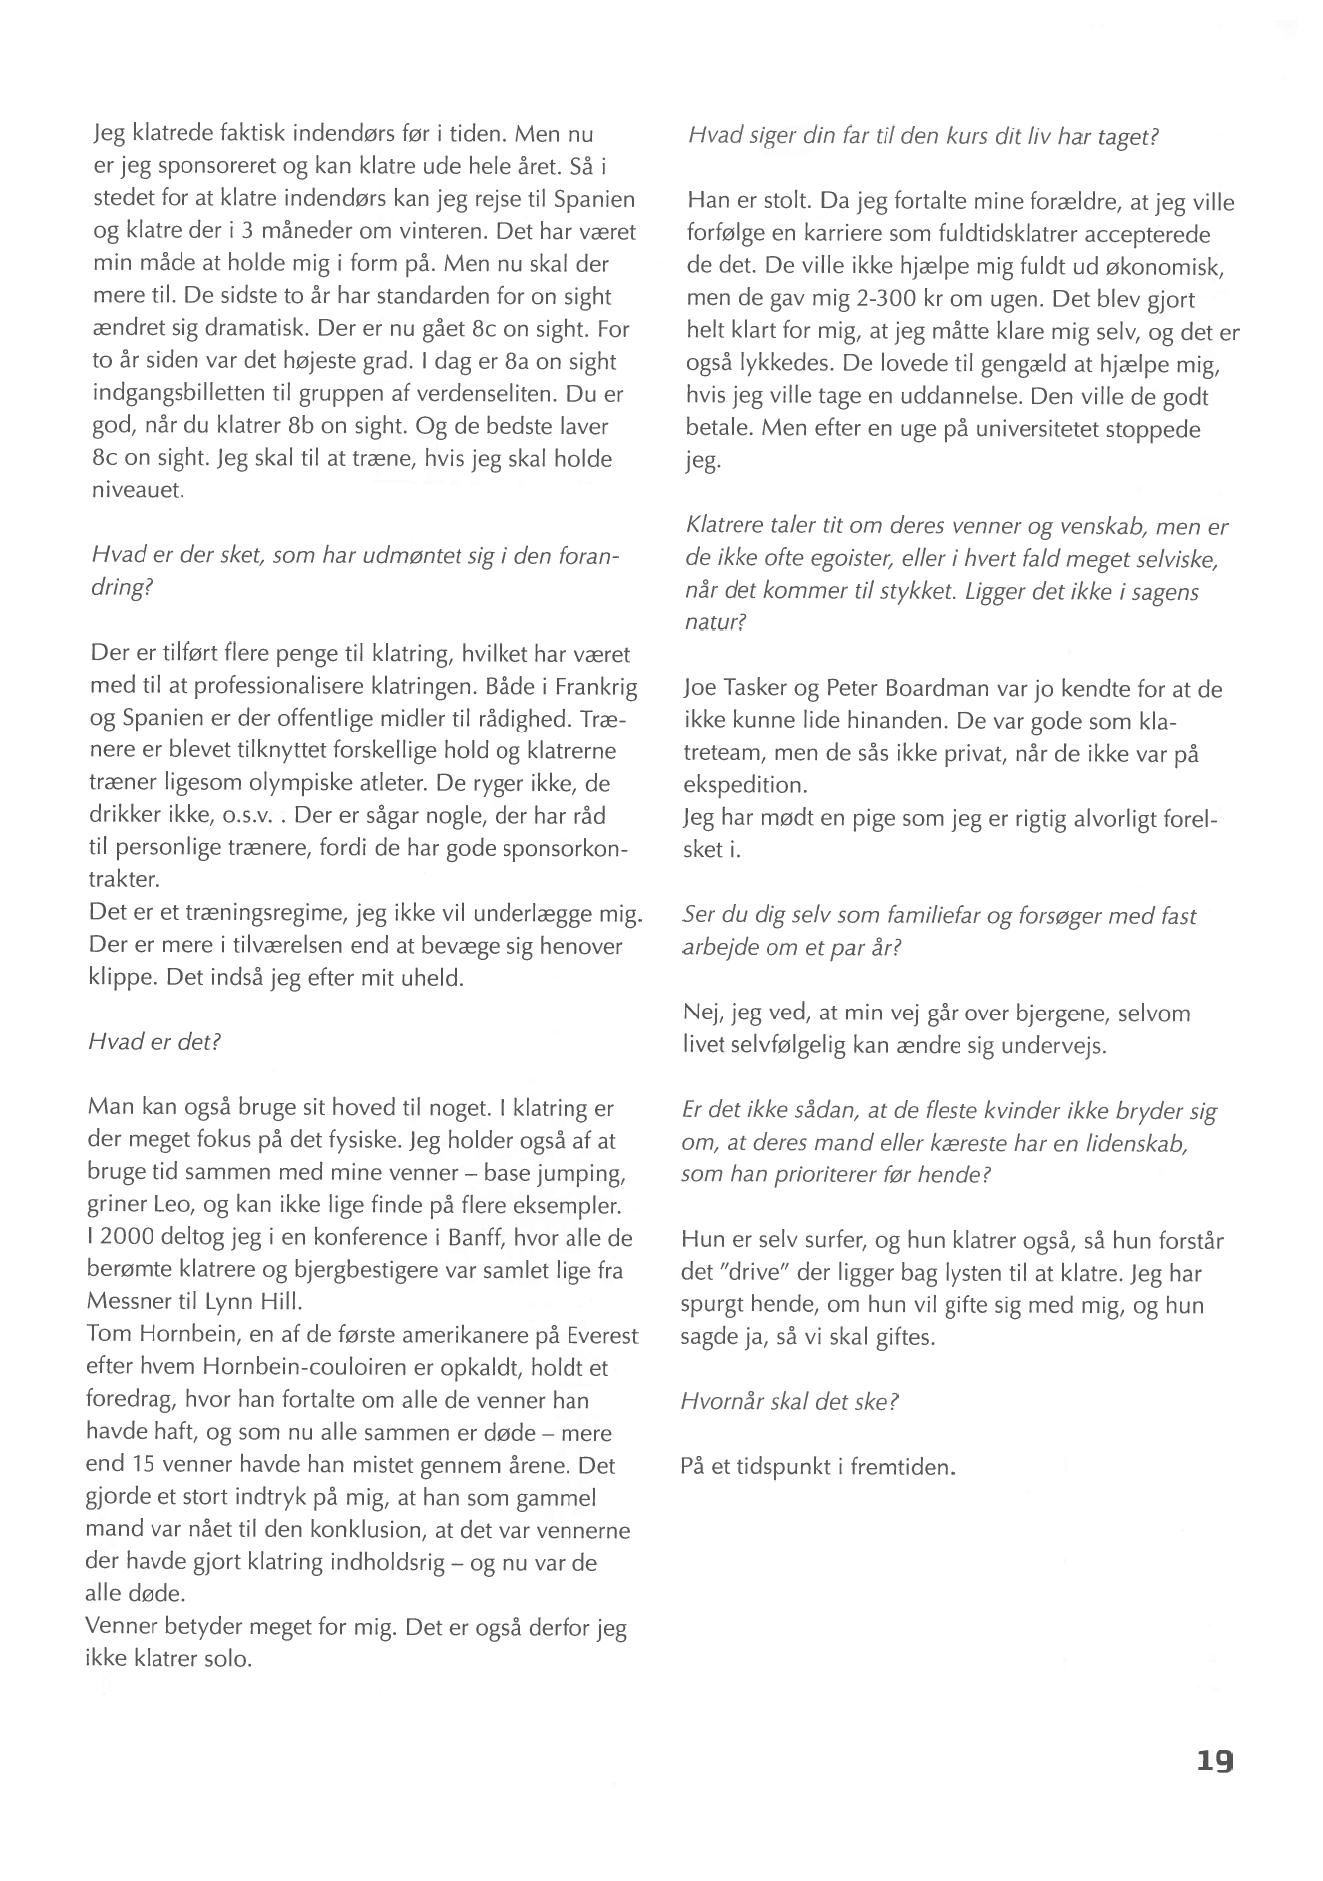 Jeg klatrede faktisk indendørs før i tiden. Men nu
er jeg sponsoreret og kan klatre ude hele året. Så i
stedet for at klatre indendørs kan jeg rejse til Spanien
og klatre der i 3 måneder om vinteren. Det har været
min måde at holde mig i form på. Men nu skal der
mere til. De sidste to år har standarden for on sight
ændret sig dramatisk. Der er nu gået 8c on sight. For
to år siden var det højeste grad. I dag er 8a on sight
indgangsbilletten til gruppen af verdenseliten. Du er
god, når du klatrer 8b on sight. Og de bedste laver
8c on sight. Jeg skal til at træne, hvis jeg skal holde
niveauet.
Hvad er der sket, som har udmøntet sig i den foran-
dring?
Der er tilført flere penge til klatring, hvilket har været
med til at professionalisere klatringen. Både i Frankrig
og Spanien er der offentlige midler til rådighed. Træ-
nere er blevet tilknyttet forskellige hold og klatrerne
træner ligesom olympiske atleter. De ryger ikke, de
drikker ikke, o.s.v. . Der er sågar nogle, der har råd
til personlige trænere, fordi de har gode sponsorkon-
trakter.
Det er et træningsregime, jeg ikke vil underlægge mig.
Der er mere i tilværelsen end at bevæge sig henover
klippe. Det indså jeg efter mit uheld.
Hvad er det?
Man kan også bruge sit hoved til noget. I klatring er
der meget fokus på det fysiske. Jeg holder også af at
bruge tid sammen med mine venner – base jumping,
griner Leo, og kan ikke lige finde på flere eksempler.
I 2000 deltog jeg i en konference i Banff, hvor alle de
berømte klatrere og bjergbestigere var samlet lige fra
Messner til Lynn Hill.
Tom Hornbein, en af de første amerikanere på Everest
efter hvem Hornbein-couloiren er opkaldt, holdt et
foredrag, hvor han fortalte om alle de venner han
havde haft, og som nu alle sammen er døde – mere
end 15 venner havde han mistet gennem årene. Det
gjorde et stort indtryk på mig, at han som gammel
mand var nået til den konklusion, at det var vennerne
der havde gjort klatring indholdsrig – og nu var de
alle døde.
Venner betyder meget for mig. Det er også derfor jeg
ikke klatrer solo.
Hvad siger din far til den kurs dit liv har taget?
Han er stolt. Da jeg fortalte mine forældre, at jeg ville
forfølge en karriere som fuldtidsklatrer accepterede
de det. De ville ikke hjælpe mig fuldt ud økonomisk,
men de gav mig 2-300 kr om ugen. Det blev gjort
helt klart for mig, at jeg måtte klare mig selv, og det er
også lykkedes. De lovede til gengæld at hjælpe mig,
hvis jeg ville tage en uddannelse. Den ville de godt
betale. Men efter en uge på universitetet stoppede
jeg.
Klatrere taler tit om deres venner og venskab, men er
de ikke ofte egoister, eller i hvert fald meget selviske,
når det kommer til stykket. Ligger det ikke i sagens
natur?
Joe Tasker og Peter Boardman var jo kendte for at de
ikke kunne lide hinanden. De var gode som kla-
treteam, men de sås ikke privat, når de ikke var på
ekspedition.
Jeg har mødt en pige som jeg er rigtig alvorligt forel-
sket i.
Ser du dig selv som familiefar og forsøger med fast
arbejde om et par år?
Nej, jeg ved, at min vej går over bjergene, selvom
livet selvfølgelig kan ændre sig undervejs.
Er det ikke sådan, at de fleste kvinder ikke bryder sig
om, at deres mand eller kæreste har en lidenskab,
som han prioriterer før hende?
Hun er selv surfer, og hun klatrer også, så hun forstår
det "drive" der ligger bag lysten til at klatre. Jeg har
spurgt hende, om hun vil gifte sig med mig, og hun
sagde ja, så vi skal giftes.
Hvornår skal det ske?
På et tidspunkt i fremtiden.
19